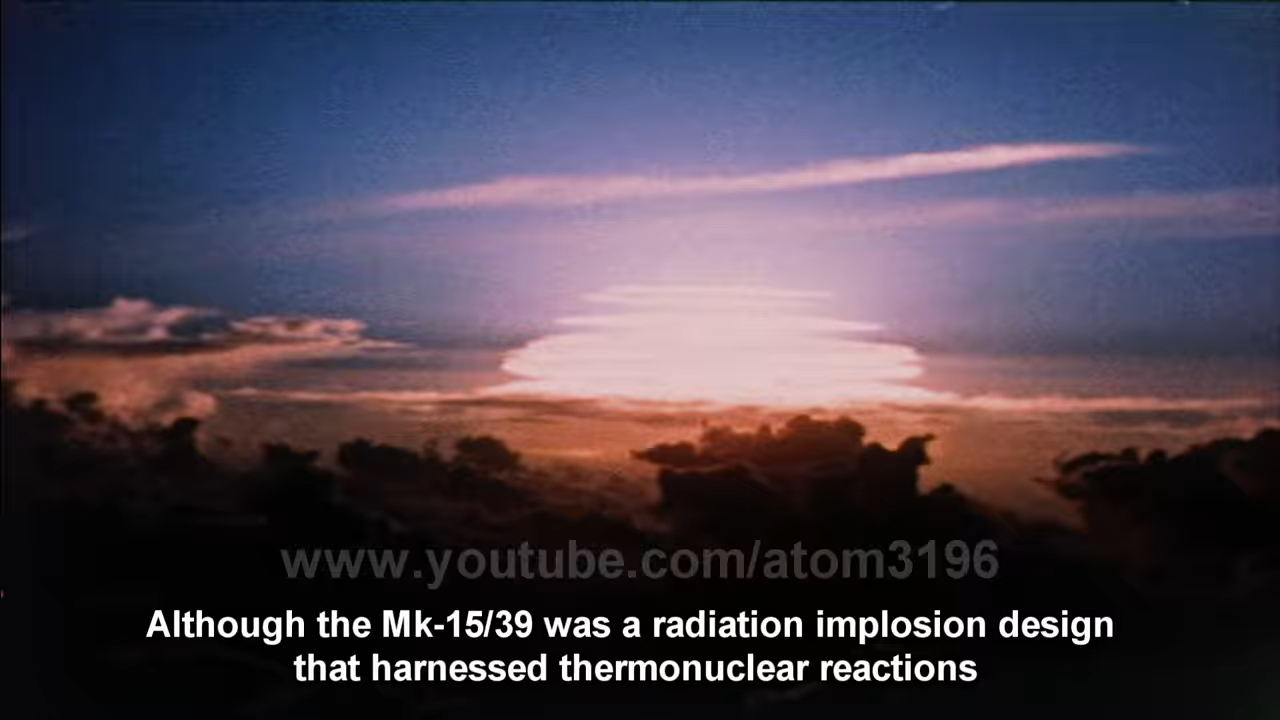 www.youtube.com/atom3196
Although the Mk-15/39 was a radiation implosion design
that harnessed thermonuclear reactions